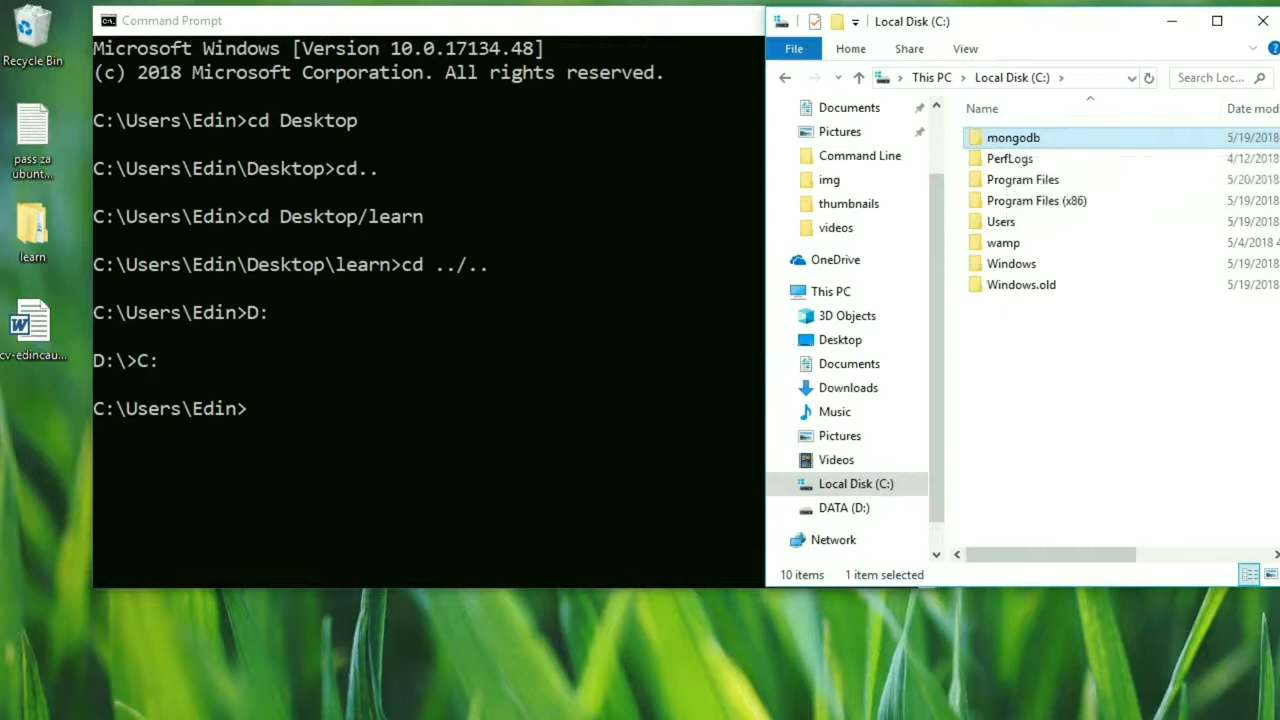 Recycle Bin
pass za
ubunt...
learn
cv-edincau...
Command Prompt
Microsoft Windows [Version 10.0.17134.48]
(c) 2018 Microsoft Corporation. All rights reserved.
C:\Users\Edin>cd Desktop
C:\Users\Edin\Desktop>cd..
C:\Users\Edin>cd Desktop/learn
C:\Users\Edin\Desktop\learn>cd ../..
C:\Users\Edin>D:
D:\>C:
C:\Users\Edin>
Local Disk (C:)
File Home Share View
This PC > Local Disk (C:) >
Search Loc...
Documents
Pictures
Command Line
img
thumbnails
videos
OneDrive
This PC
3D Objects
Desktop
Documents
Downloads
Music
Pictures
Videos
Local Disk (C:)
DATA (D:)
Network
Name Date mod
mongodb 5/19/2018
PerfLogs 4/12/2018
Program Files 5/20/2018
Program Files (x86) 5/19/2018
Users 5/19/2018
wamp 5/4/2018 4
Windows 5/19/2018
Windows.old 5/19/2018
10 items 1 item selected